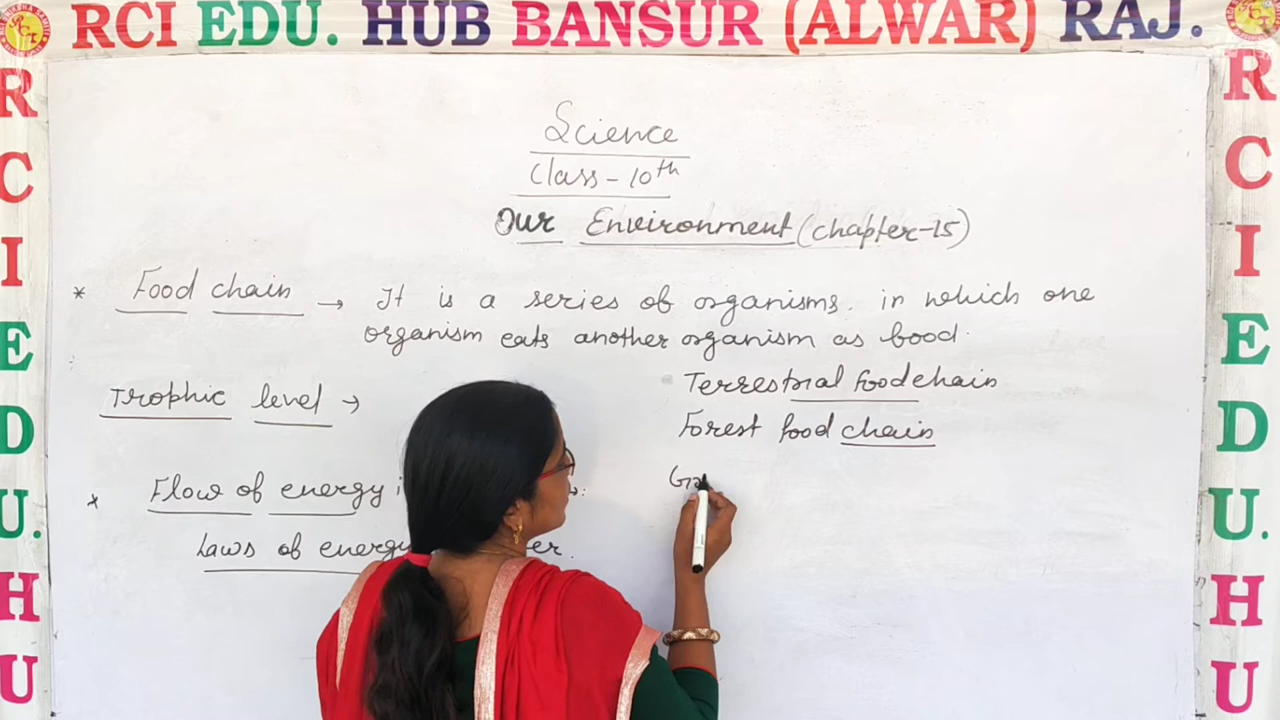 RCI EDU. HUB BANSUR (ALWAR) RAJ.
Science
Class - 10th
Our Environment (chapter-15)
* Food chain → It is a series of organisms. in which one
organism eats another organism as food.
Terrestrial food chain
Trophic level →
Forest food chain
* Flow of energy
Laws of energy
R
C
I
E
D
U.
H
U
R
C
I
E
D
U.
H
U